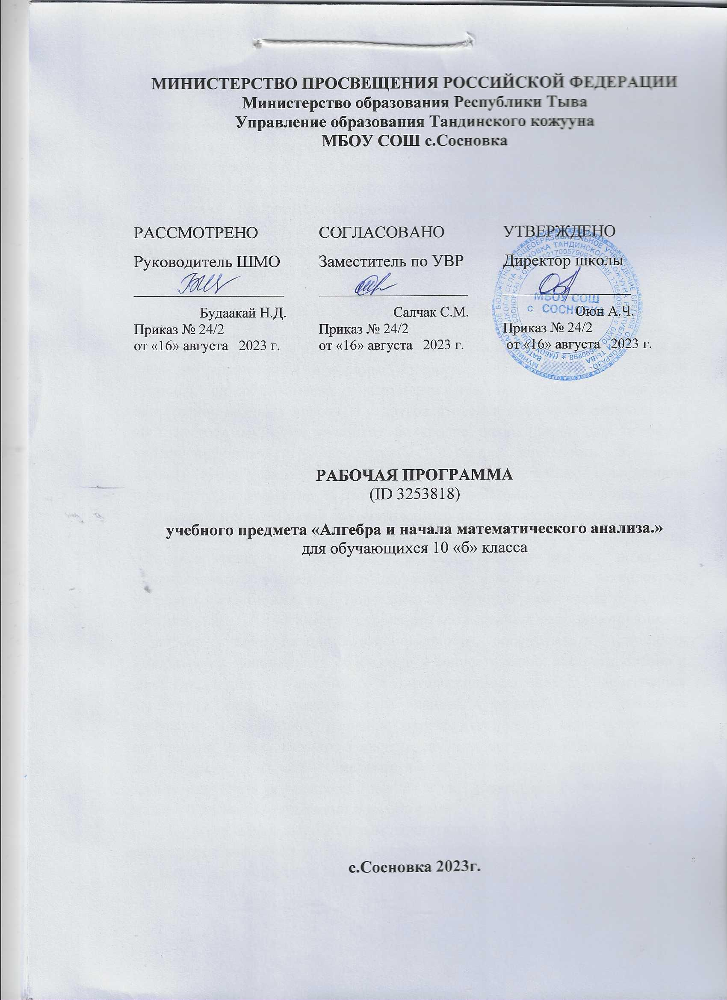 МИНИСТЕРСТВО ПРОСВЕЩЕНИЯ РОССИЙСКОЙ ФЕДЕРАЦИИ
Министерство образования Республики Тыва
Управление образования Тандинского кожууна
МБОУ СОШ с.Сосновка
РАССМОТРЕНО
Руководитель ШМО
Будаакай Н.Д.
Приказ № 24/2
от «16» августа 2023 г.
СОГЛАСОВАНО
Заместитель по УВР
Салчак С.М.
Приказ № 24/2
от «16» августа 2023 г.
УТВЕРЖДЕНО
Директор школы
Оюн А.Ч.
Приказ № 24/2
от «16» августа 2023 г.
МБОУ СОШ
с СОСНОВКА
РАБОЧАЯ ПРОГРАММА
(ID 3253818)
учебного предмета «Алгебра и начала математического анализа.»
для обучающихся 10 «б» класса
с.Сосновка 2023г.